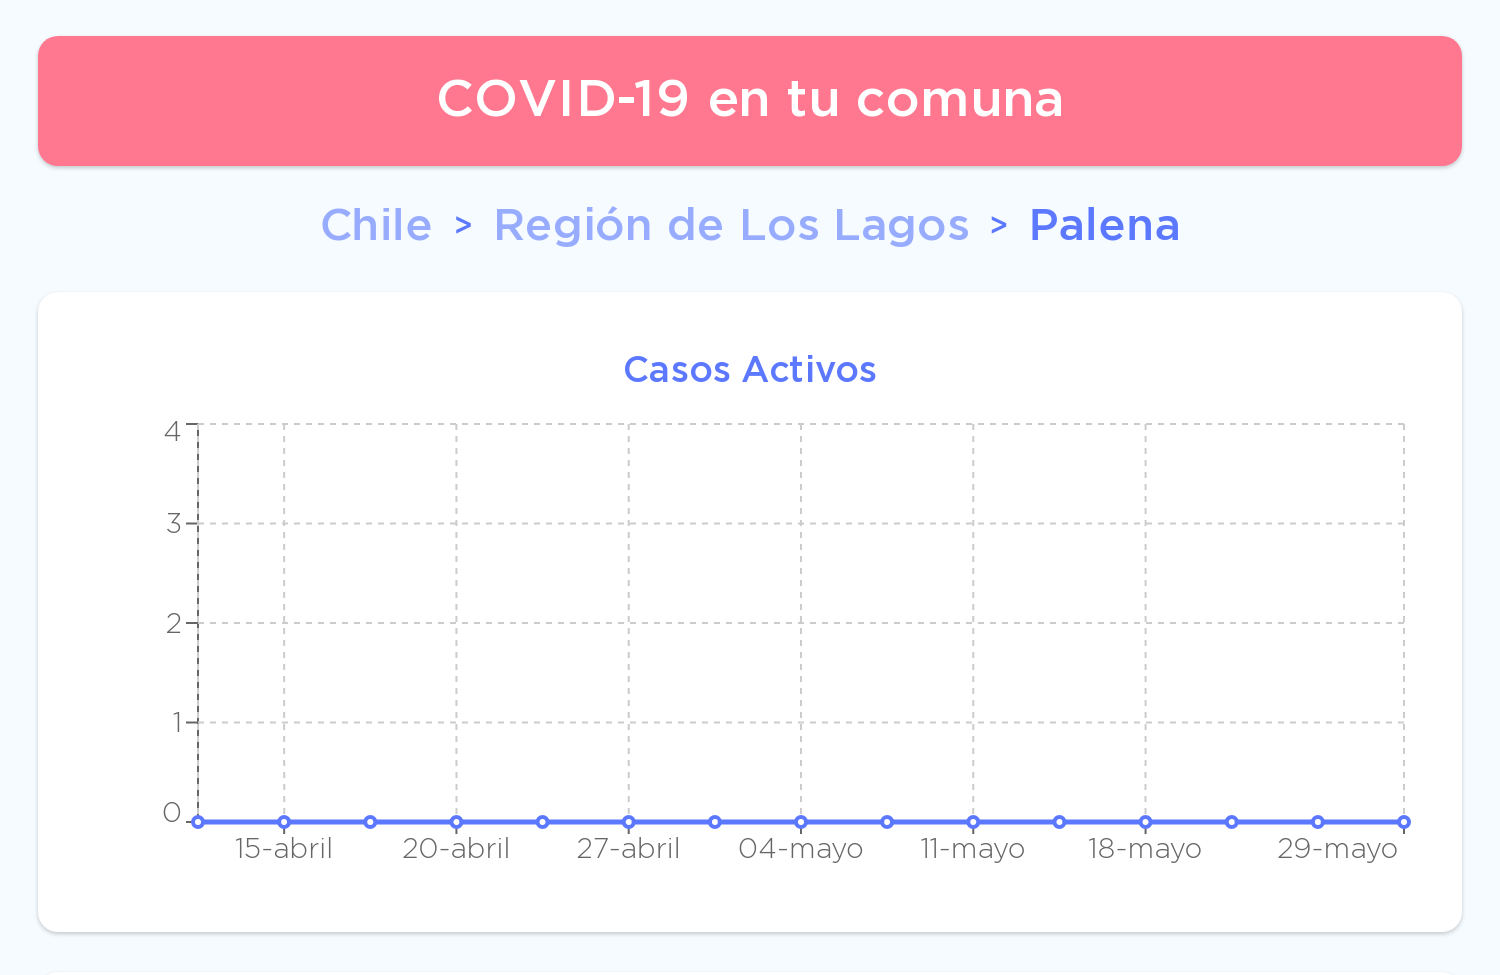 COVID-19 en tu comuna
Chile > Región de Los Lagos > Palena
Casos Activos
4
3
2
1
0
15-abril 20-abril 27-abril 04-mayo 11-mayo 18-mayo 29-mayo